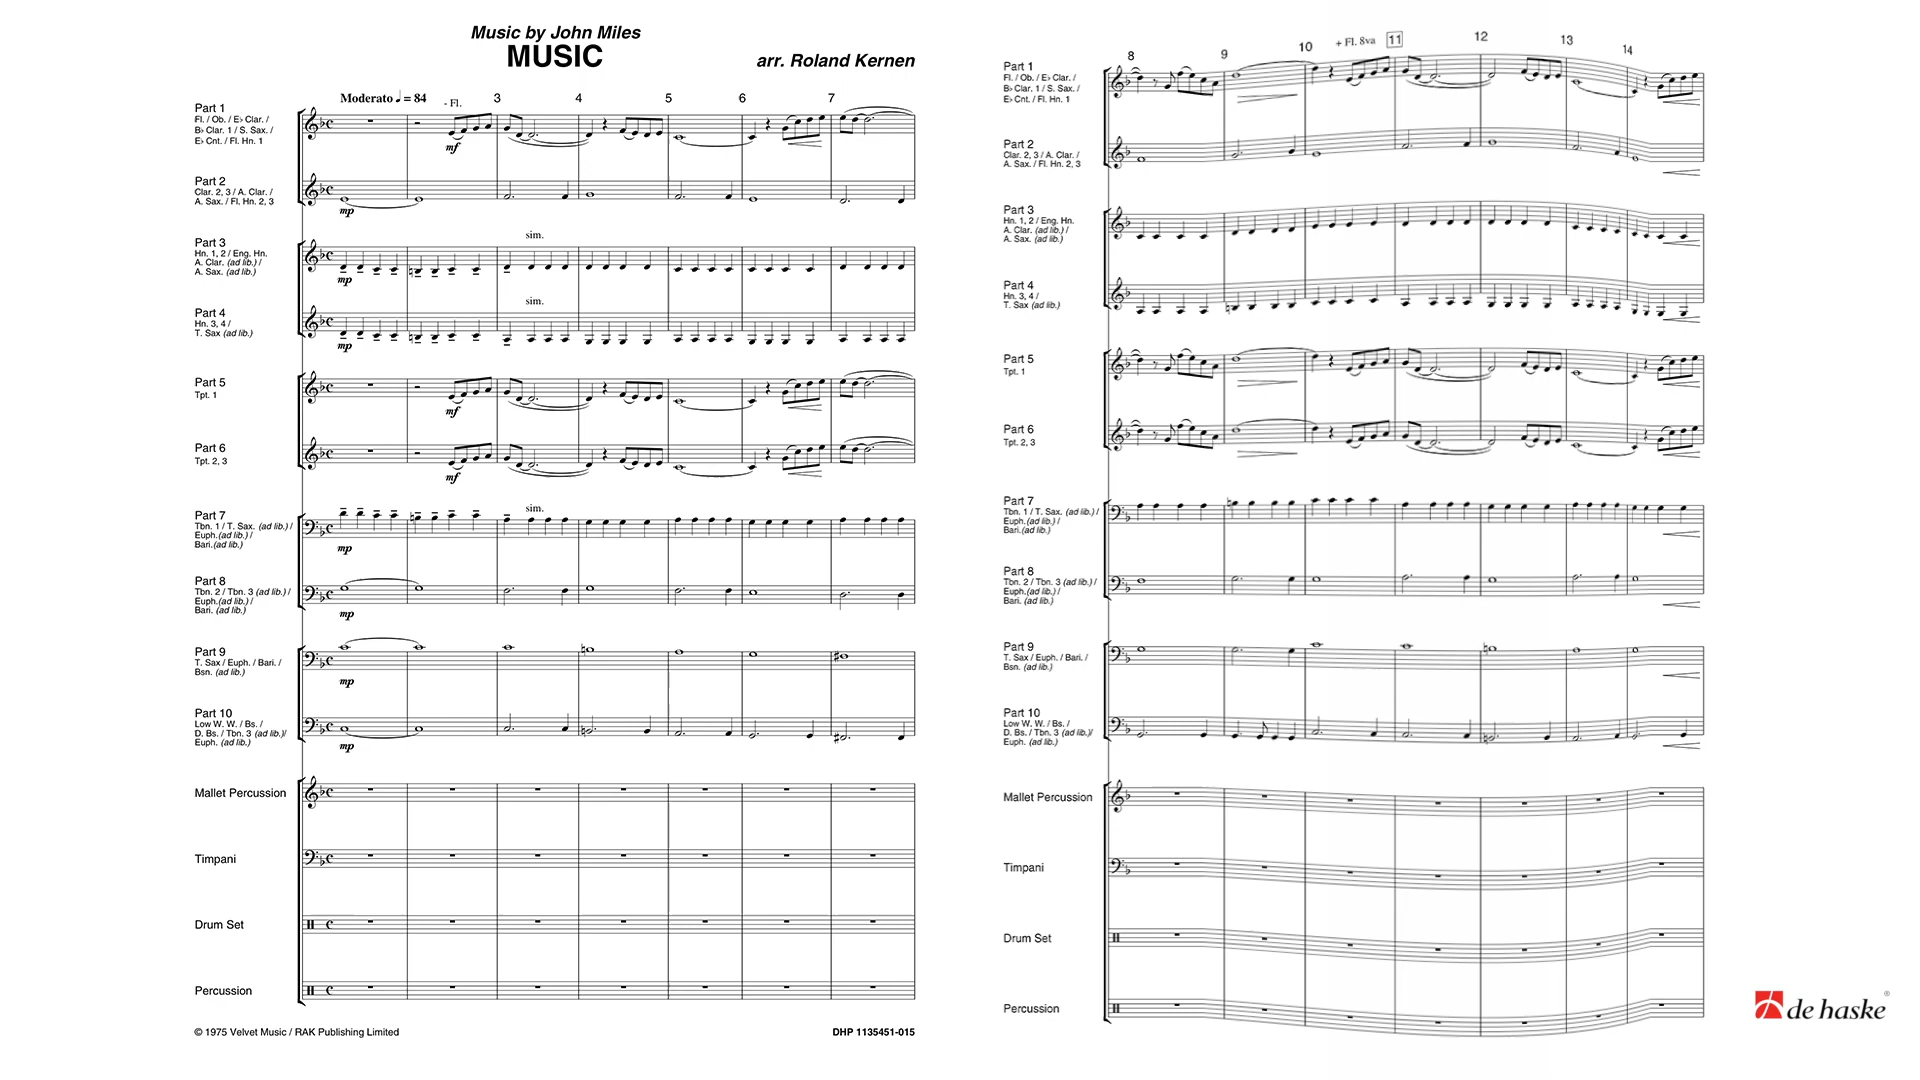 Music by John Miles
MUSIC
arr. Roland Kernen
Moderato ♩ = 84
- Fl.
3
4
5
6
7
Part 1
Fl. / Ob. / E♭ Clar. /
B♭ Clar. 1 / S. Sax. /
E♭ Cnt. / Fl. Hn. 1
mf
Part 2
Clar. 2, 3 / A. Clar. /
A. Sax. / Fl. Hn. 2, 3
mp
Part 3
Hn. 1, 2 / Eng. Hn.
A. Clar. (ad lib.) /
A. Sax. (ad lib.)
sim.
mp
Part 4
Hn. 3, 4 /
T. Sax (ad lib.)
sim.
mp
Part 5
Tpt. 1
mf
Part 6
Tpt. 2, 3
mf
Part 7
Tbn. 1 / T. Sax. (ad lib.) /
Euph.(ad lib.) /
Bari.(ad lib.)
sim.
mp
Part 8
Tbn. 2 / Tbn. 3 (ad lib.) /
Euph.(ad lib.) /
Bari. (ad lib.)
mp
Part 9
T. Sax / Euph. / Bari. /
Bsn. (ad lib.)
mp
Part 10
Low W. W. / Bs. /
D. Bs. / Tbn. 3 (ad lib.)/
Euph. (ad lib.)
mp
Mallet Percussion
Timpani
Drum Set
Percussion
© 1975 Velvet Music / RAK Publishing Limited
DHP 1135451-015
8
9
10
+ Fl. 8va
11
12
13
14
Part 1
Fl. / Ob. / E♭ Clar. /
B♭ Clar. 1 / S. Sax. /
E♭ Cnt. / Fl. Hn. 1
Part 2
Clar. 2, 3 / A. Clar. /
A. Sax. / Fl. Hn. 2, 3
Part 3
Hn. 1, 2 / Eng. Hn.
A. Clar. (ad lib.) /
A. Sax. (ad lib.)
Part 4
Hn. 3, 4 /
T. Sax (ad lib.)
Part 5
Tpt. 1
Part 6
Tpt. 2, 3
Part 7
Tbn. 1 / T. Sax. (ad lib.) /
Euph.(ad lib.) /
Bari.(ad lib.)
Part 8
Tbn. 2 / Tbn. 3 (ad lib.) /
Euph.(ad lib.) /
Bari. (ad lib.)
Part 9
T. Sax / Euph. / Bari. /
Bsn. (ad lib.)
Part 10
Low W. W. / Bs. /
D. Bs. / Tbn. 3 (ad lib.)/
Euph. (ad lib.)
Mallet Percussion
Timpani
Drum Set
Percussion
de haske®